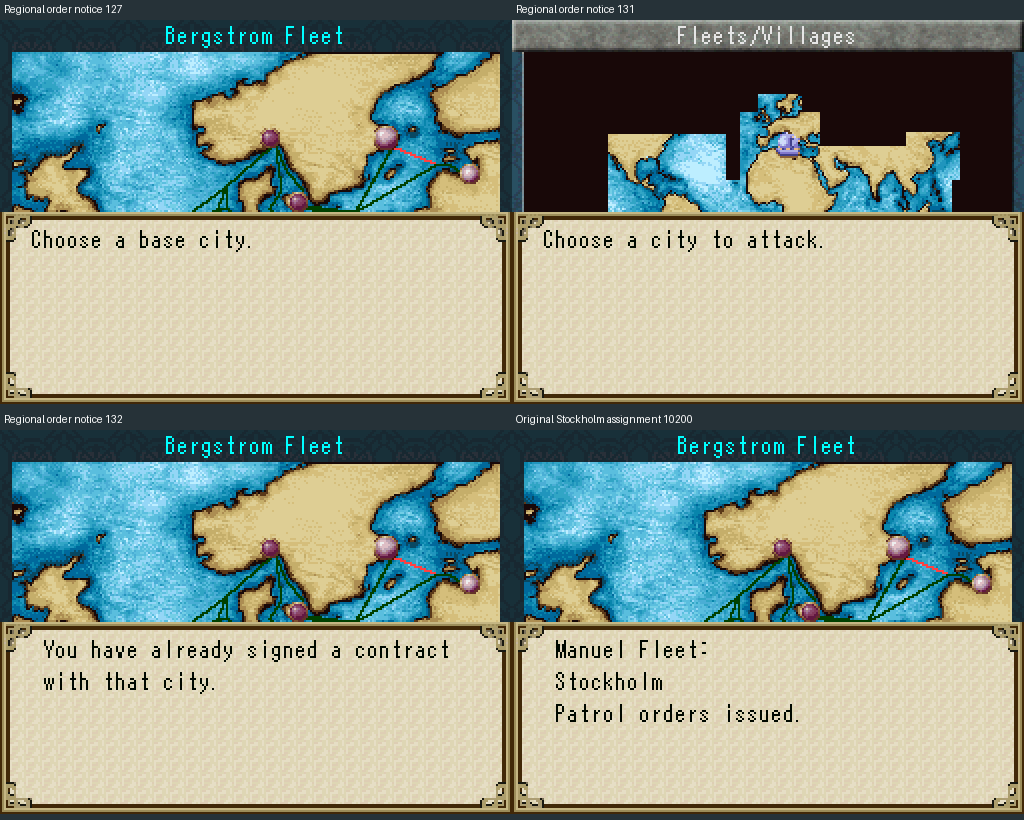 Regional order notice 127
Bergstrom Fleet
Choose a base city.
Regional order notice 131
Fleets/Villages
Choose a city to attack.
Regional order notice 132
Bergstrom Fleet
You have already signed a contract
with that city.
Original Stockholm assignment 10200
Bergstrom Fleet
Manuel Fleet:
Stockholm
Patrol orders issued.